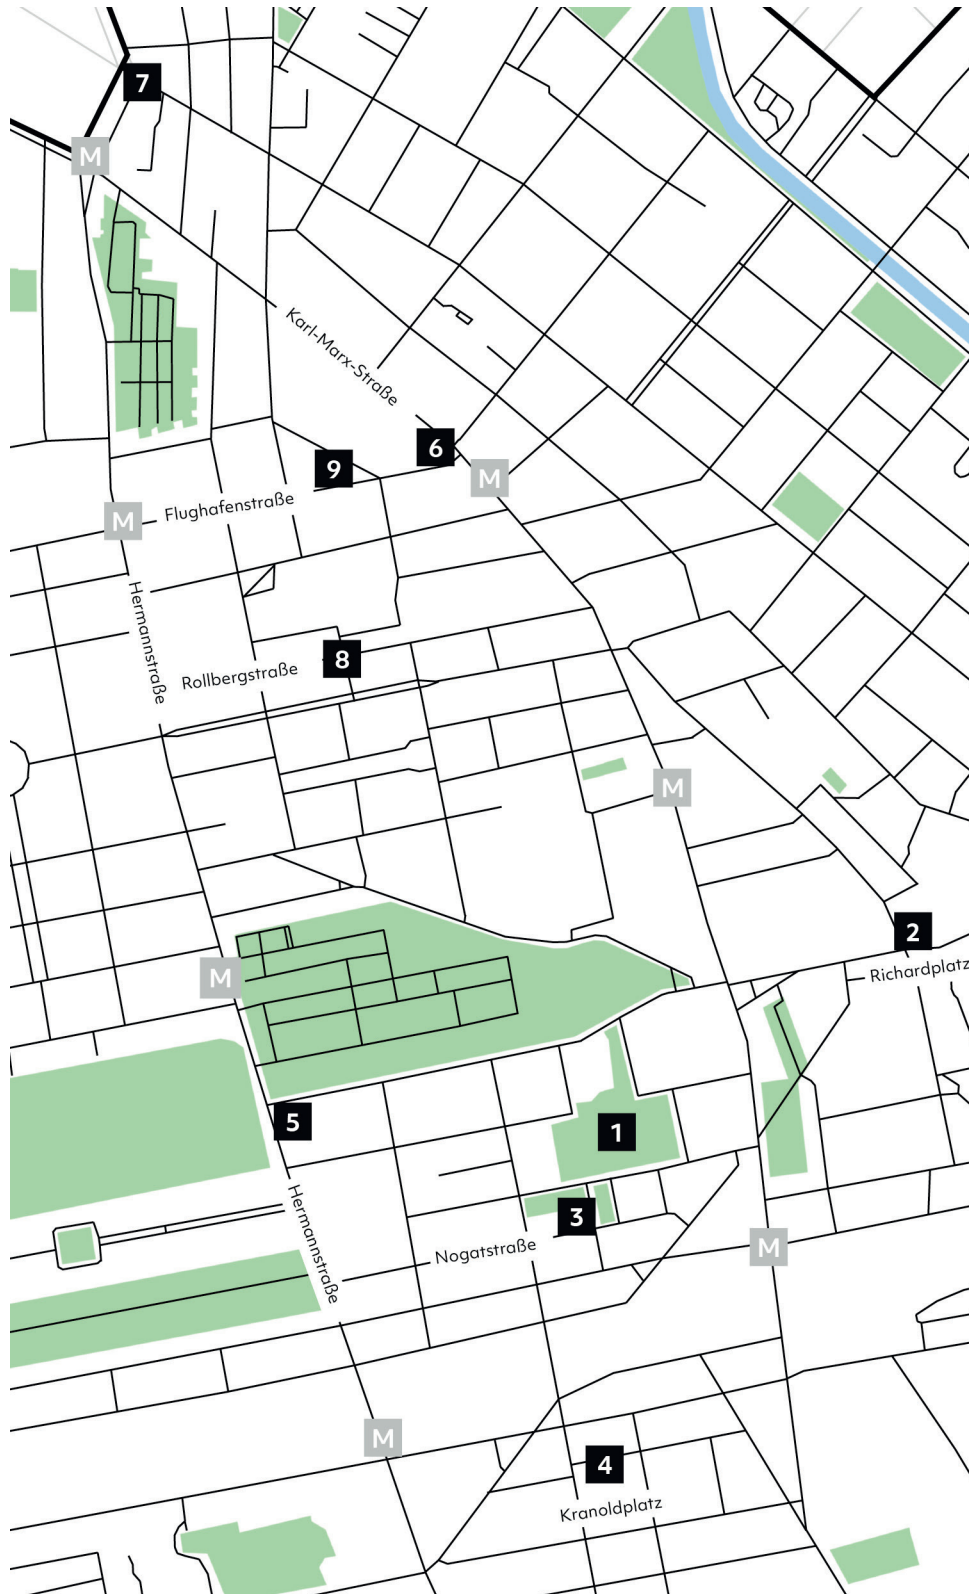 7
M
Karl-Marx-Straße
6
9
M
Flughafenstraße
M
Hermannstraße
8
Rollbergstraße
M
2
Richardplatz
M
5
1
Hermannstraße
3
Nogatstraße
M
M
4
Kranoldplatz